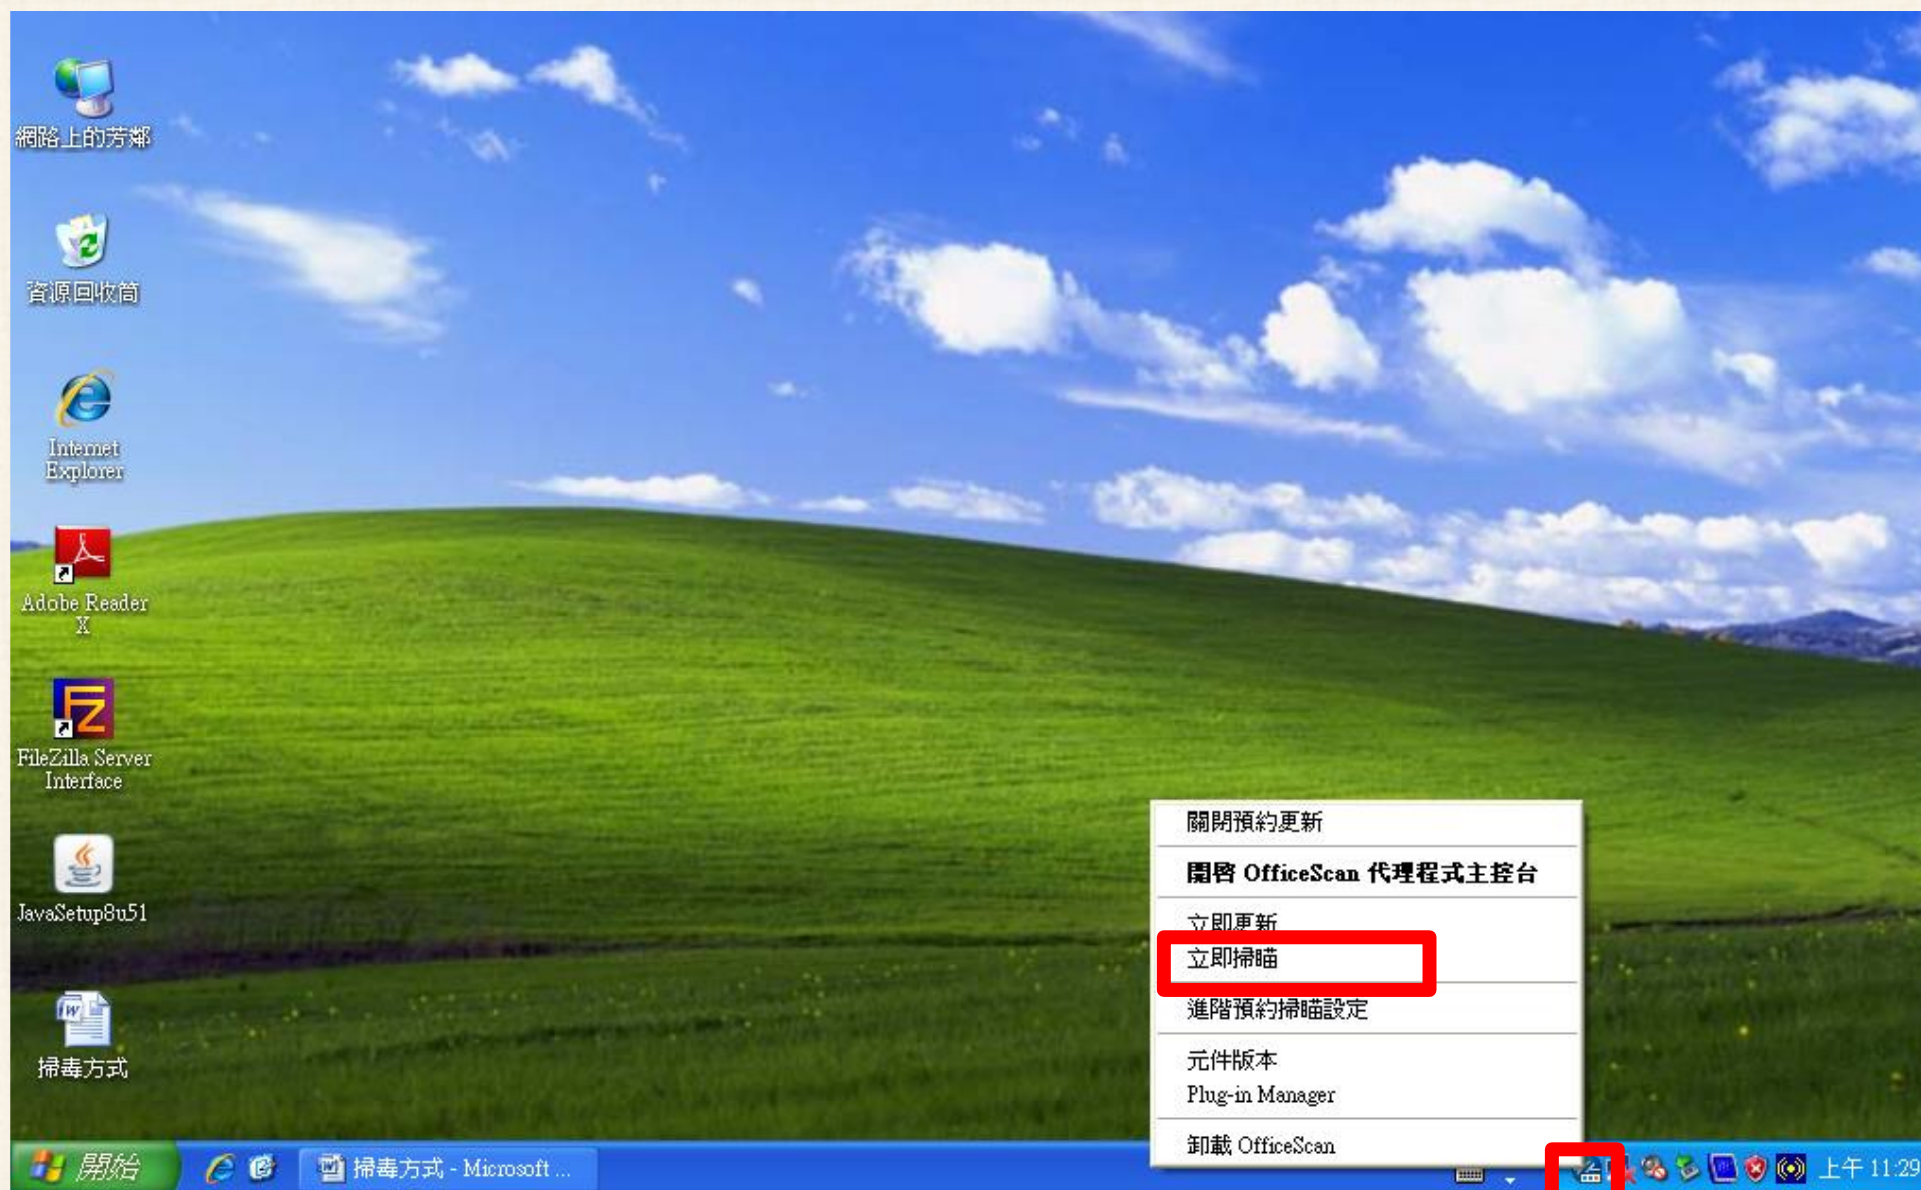 網路上的芳鄰
資源回收筒
Internet
Explorer
Adobe Reader
X
FileZilla Server
Interface
JavaSetup8u51
掃毒方式
關閉預約更新
開啓 OfficeScan 代理程式主控台
立即更新
立即掃瞄
進階預約掃瞄設定
元件版本
Plug-in Manager
卸載 OfficeScan
開始
掃毒方式 - Microsoft ...
上午 11:29